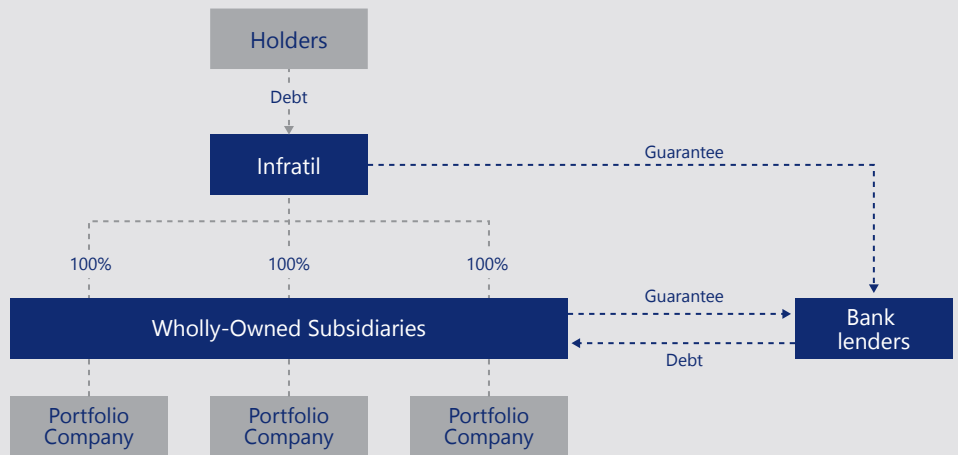 Holders
Debt
Infratil
Guarantee
100%
100%
100%
Wholly-Owned Subsidiaries
Guarantee
Debt
Bank
lenders
Portfolio
Company
Portfolio
Company
Portfolio
Company